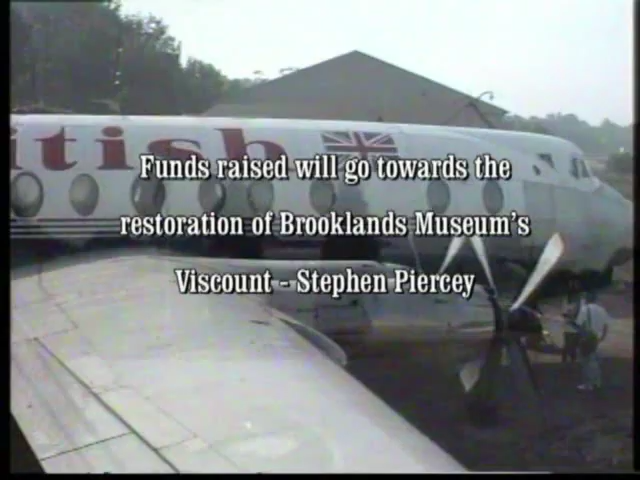 itish
Funds raised will go towards the
restoration of Brooklands Museum's
Viscount - Stephen Piercey